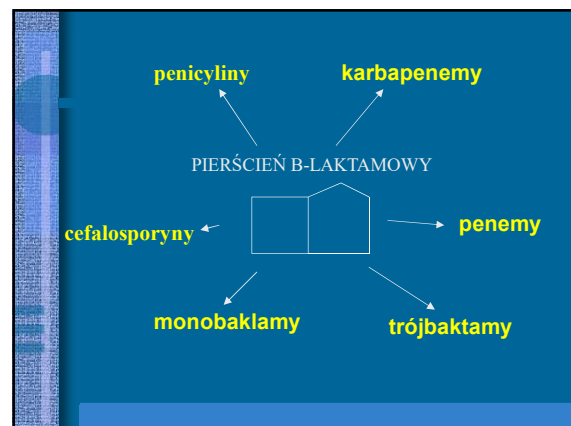 penicyliny
karbapenemy
PIERŚCIEŃ B-LAKTAMOWY
cefalosporyny
penemy
monobaklamy
trójbaktamy